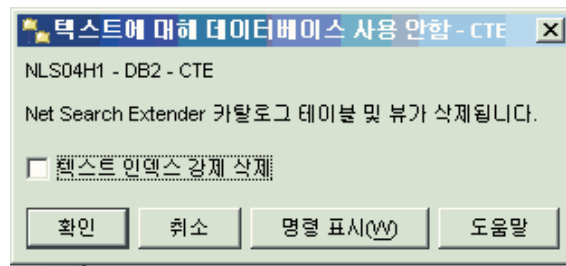 텍스트에 대해 데이터베이스 사용 안함 - CTE
NLS04H1 - DB2 - CTE
Net Search Extender 카탈로그 테이블 및 뷰가 삭제됩니다.
텍스트 인덱스 강제 삭제
확인 취소 명령 표시(W) 도움말